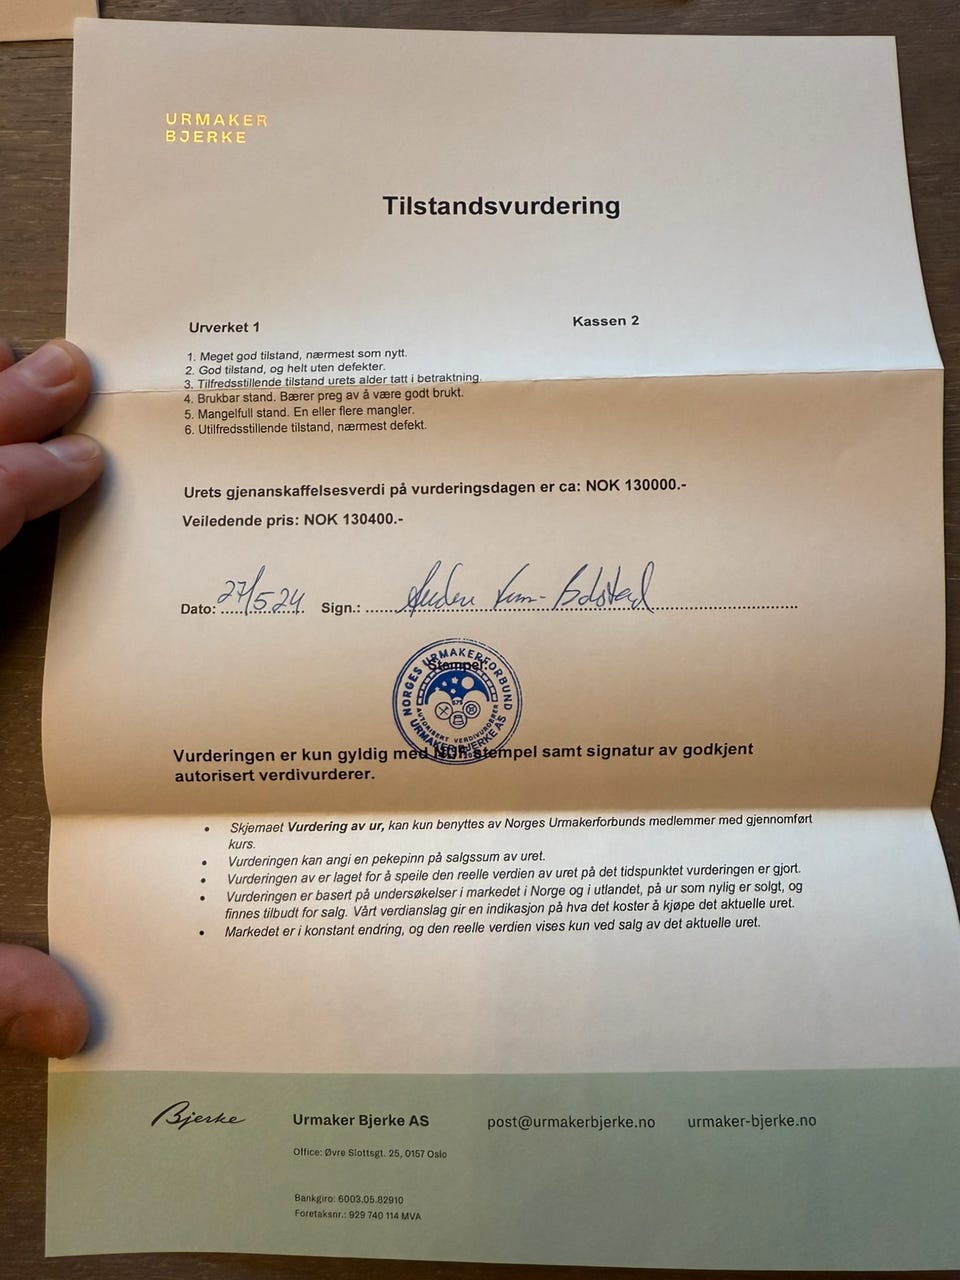 URMAKER
BJERKE
Tilstandsvurdering
Urverket 1
Kassen 2
1. Meget god tilstand, nærmest som nytt.
2. God tilstand, og helt uten defekter.
3. Tilfredsstillende tilstand urets alder tatt i betraktning.
4. Brukbar stand. Bærer preg av å være godt brukt.
5. Mangelfull stand. En eller flere mangler.
6. Utilfredsstillende tilstand, nærmest defekt.
Urets gjenanskaffelsesverdi på vurderingsdagen er ca: NOK 130000.-
Veiledende pris: NOK 130400.-
Dato: 27/5.24 Sign.:
NORGES URMAKERFORBUND
Stempel:
AUTORISERT VERDIVURDERER
URMAKER BJERKE AS
Vurderingen er kun gyldig med NUF stempel samt signatur av godkjent
autorisert verdivurderer.
• Skjemaet Vurdering av ur, kan kun benyttes av Norges Urmakerforbunds medlemmer med gjennomført
kurs.
• Vurderingen kan angi en pekepinn på salgssum av uret.
• Vurderingen av er laget for å speile den reelle verdien av uret på det tidspunktet vurderingen er gjort.
• Vurderingen er basert på undersøkelser i markedet i Norge og i utlandet, på ur som nylig er solgt, og
finnes tilbudt for salg. Vårt verdianslag gir en indikasjon på hva det koster å kjøpe det aktuelle uret.
• Markedet er i konstant endring, og den reelle verdien vises kun ved salg av det aktuelle uret.
Bjerke
Urmaker Bjerke AS
post@urmakerbjerke.no
urmaker-bjerke.no
Office: Øvre Slottsgt. 25, 0157 Oslo
Bankgiro: 6003.05.82910
Foretaksnr.: 929 740 114 MVA